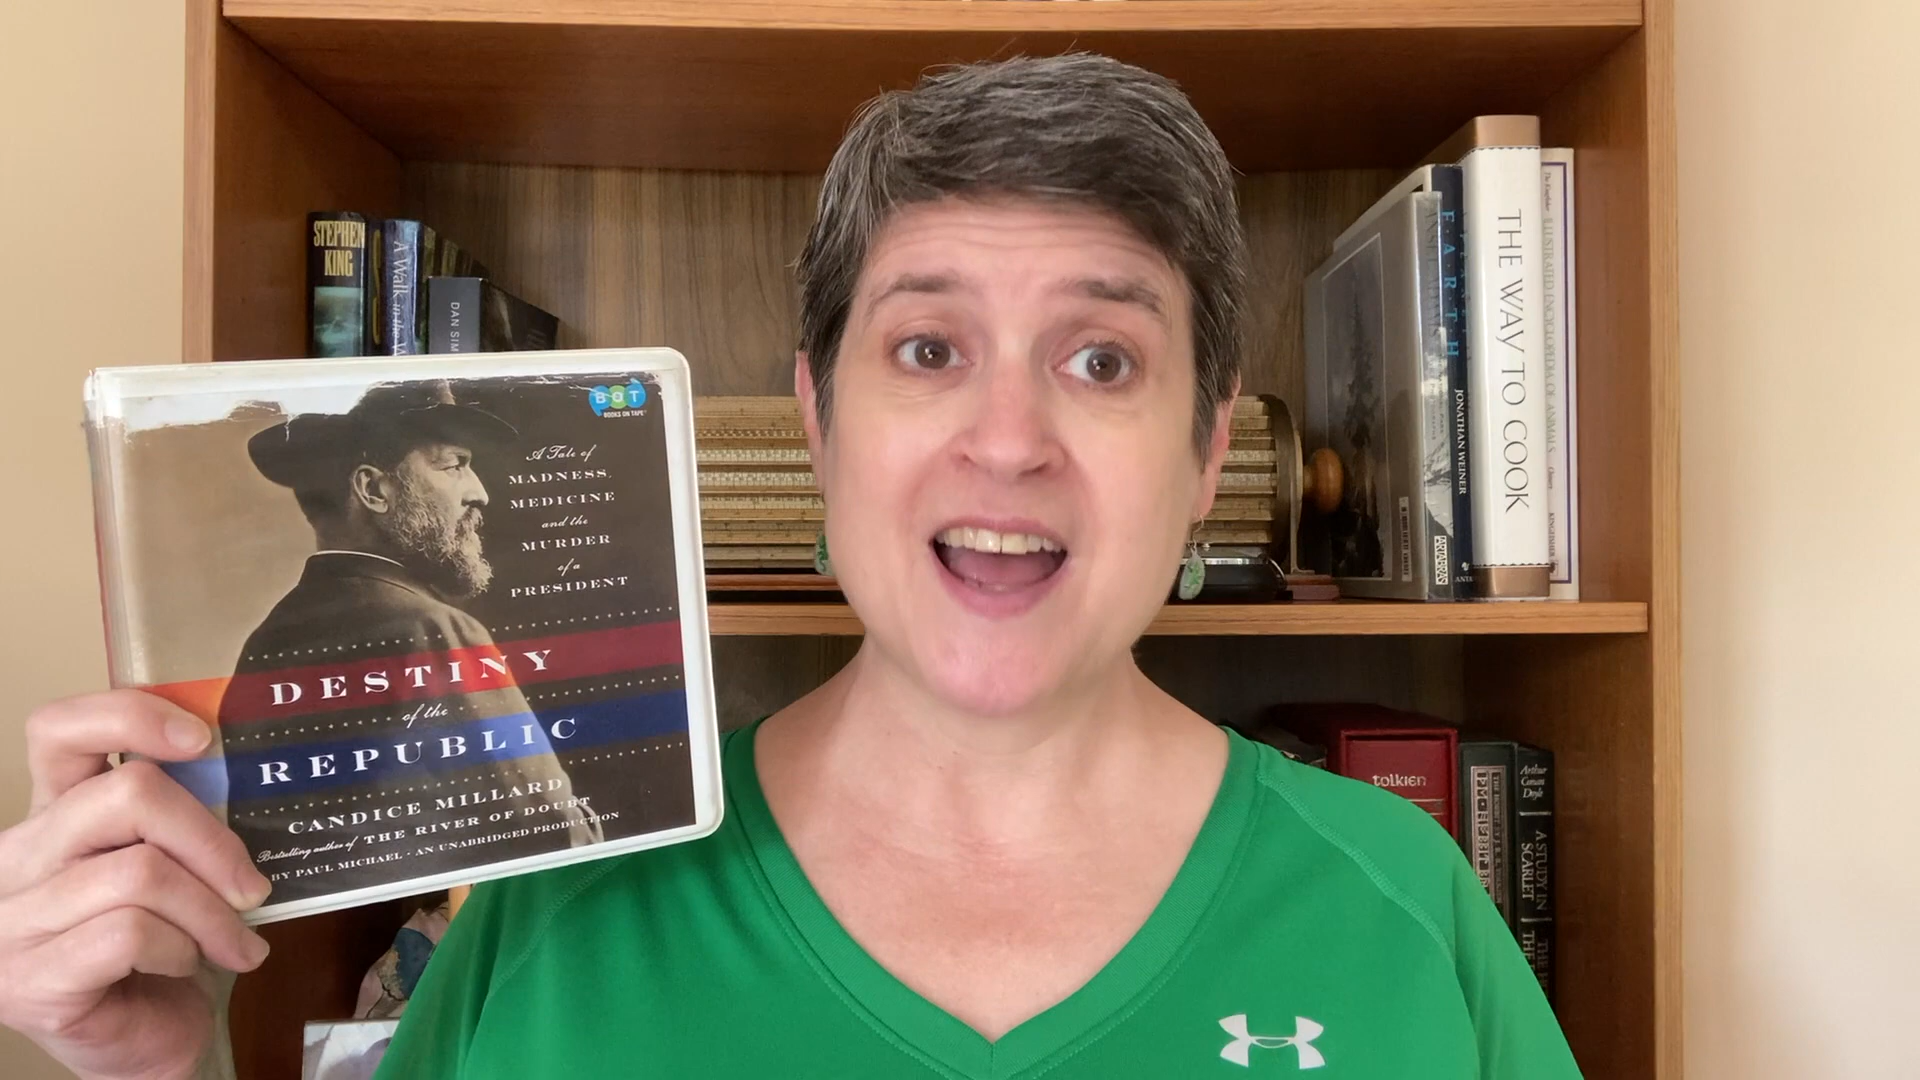 STEPHEN
KING
A Walk in the W
DAN SIM
BOT
BOOKS ON TAPE
A Tale of
MADNESS,
MEDICINE
and the
MURDER
of a
PRESIDENT
DESTINY
of the
REPUBLIC
CANDICE MILLARD
Bestselling author of THE RIVER OF DOUBT
BY PAUL MICHAEL · AN UNABRIDGED PRODUCTION
EARTH
JONATHAN WEINER
ARTABRAS
THE WAY TO COOK
ILLUSTRATED ENCYCLOPEDIA OF ANIMALS
KINGFISHER
tolkien
Arthur
Conan
Doyle
A STUDY IN
SCARLET